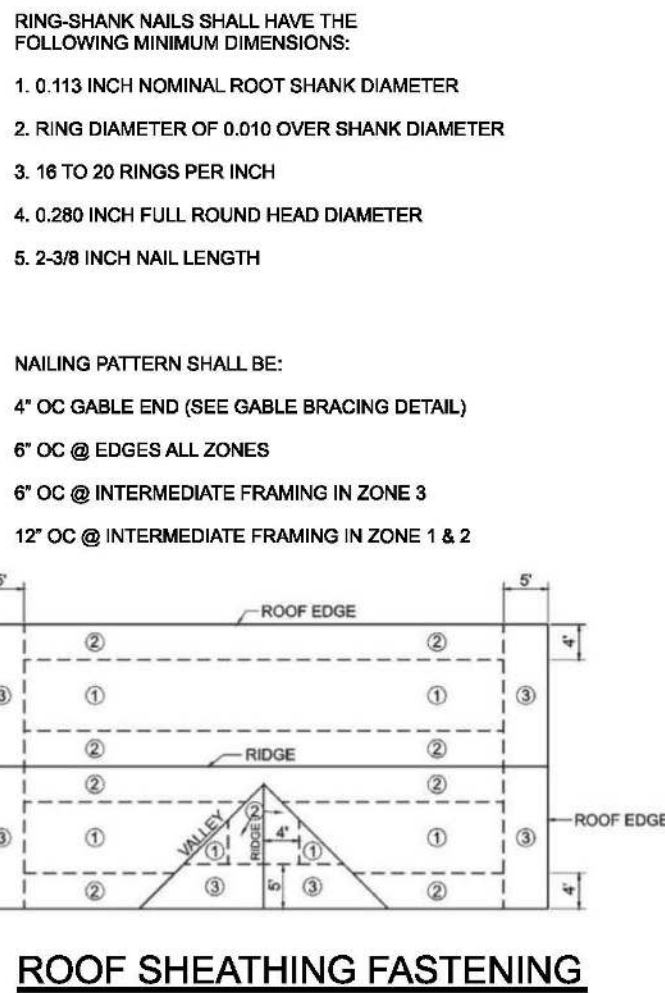 RING-SHANK NAILS SHALL HAVE THE
FOLLOWING MINIMUM DIMENSIONS:
1. 0.113 INCH NOMINAL ROOT SHANK DIAMETER
2. RING DIAMETER OF 0.010 OVER SHANK DIAMETER
3. 16 TO 20 RINGS PER INCH
4. 0.280 INCH FULL ROUND HEAD DIAMETER
5. 2-3/8 INCH NAIL LENGTH
NAILING PATTERN SHALL BE:
4" OC GABLE END (SEE GABLE BRACING DETAIL)
6" OC @ EDGES ALL ZONES
6" OC @ INTERMEDIATE FRAMING IN ZONE 3
12" OC @ INTERMEDIATE FRAMING IN ZONE 1 & 2
5' 5'
ROOF EDGE
2 2 4'
3 1 1 3
2 2
RIDGE
2 2
VALLEY 2
3 1 1 RIDGE 4' 1 1 3 ROOF EDGE
2 3 5' 3 2 4'
ROOF SHEATHING FASTENING